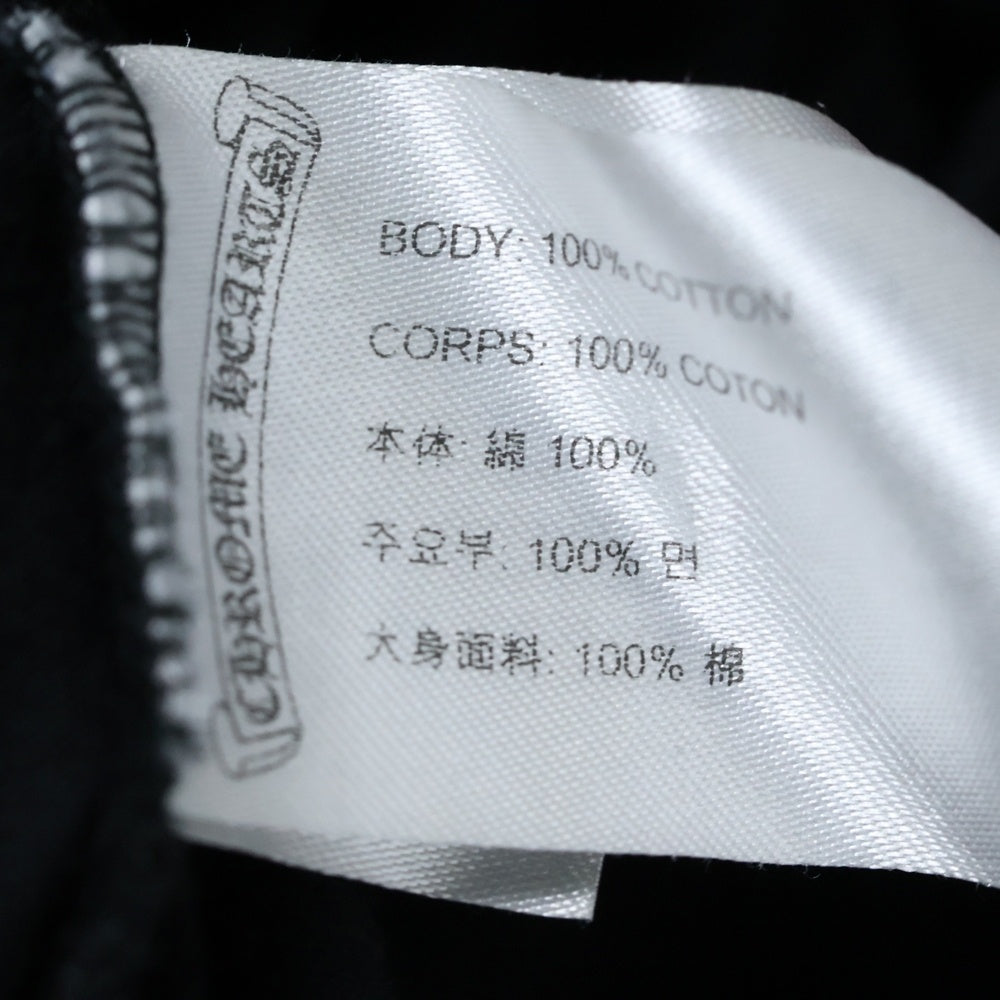 CHROME HEARTS
BODY: 100% COTTON
CORPS: 100% COTON
本体: 綿 100%
주요부: 100% 면
大身面料: 100% 棉